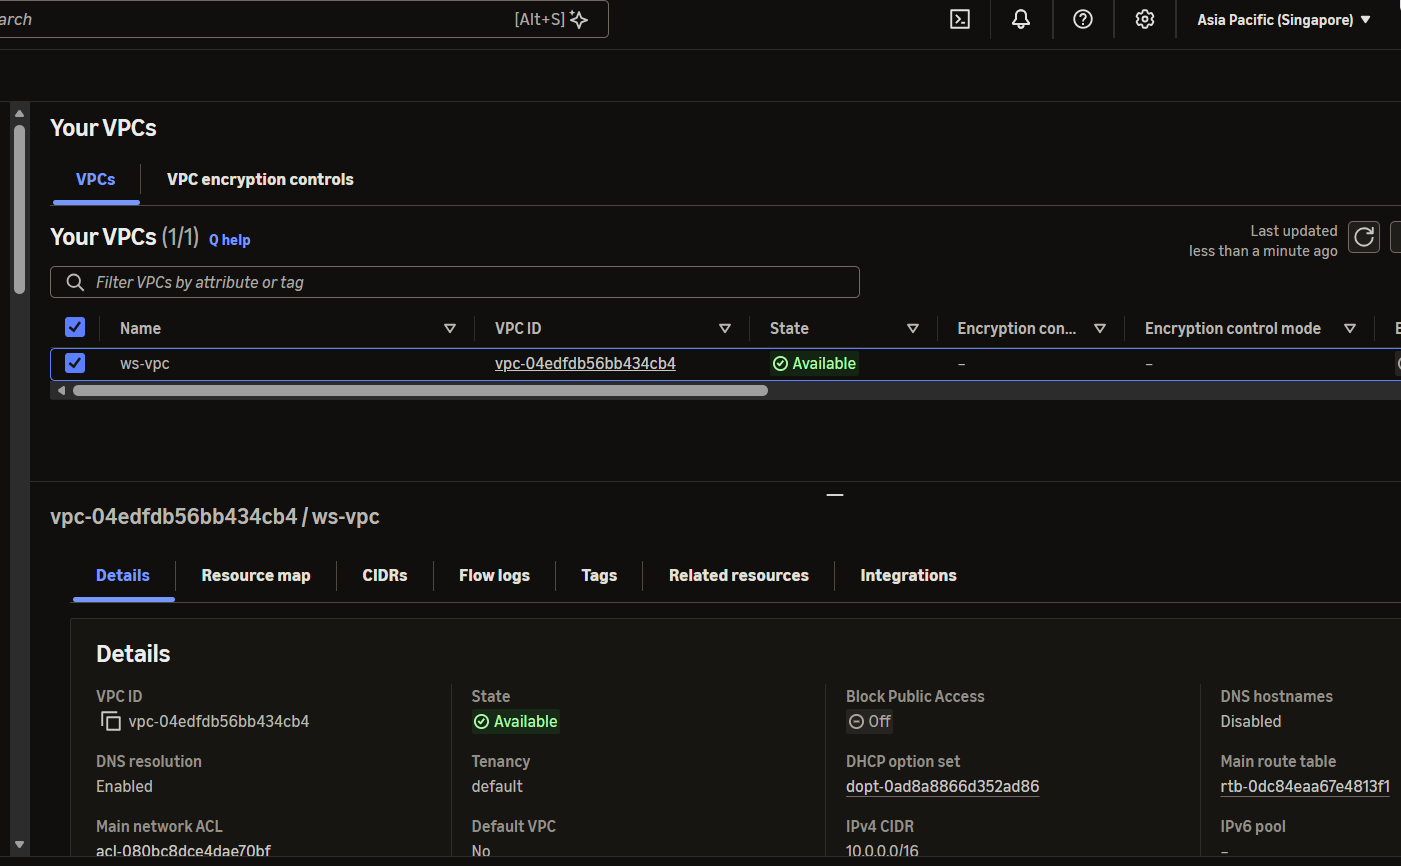 arch [Alt+S] Asia Pacific (Singapore)
Your VPCs
VPCs VPC encryption controls
Your VPCs (1/1) Q help
Last updated
less than a minute ago
Filter VPCs by attribute or tag
Name VPC ID State Encryption con... Encryption control mode
ws-vpc vpc-04edfdb56bb434cb4 Available – –
vpc-04edfdb56bb434cb4 / ws-vpc
Details Resource map CIDRs Flow logs Tags Related resources Integrations
Details
VPC ID State Block Public Access DNS hostnames
vpc-04edfdb56bb434cb4 Available Off Disabled
DNS resolution Tenancy DHCP option set Main route table
Enabled default dopt-0ad8a8866d352ad86 rtb-0dc84eaa67e4813f1
Main network ACL Default VPC IPv4 CIDR IPv6 pool
acl-080bc8dce4dae70bf No 10.0.0.0/16 –